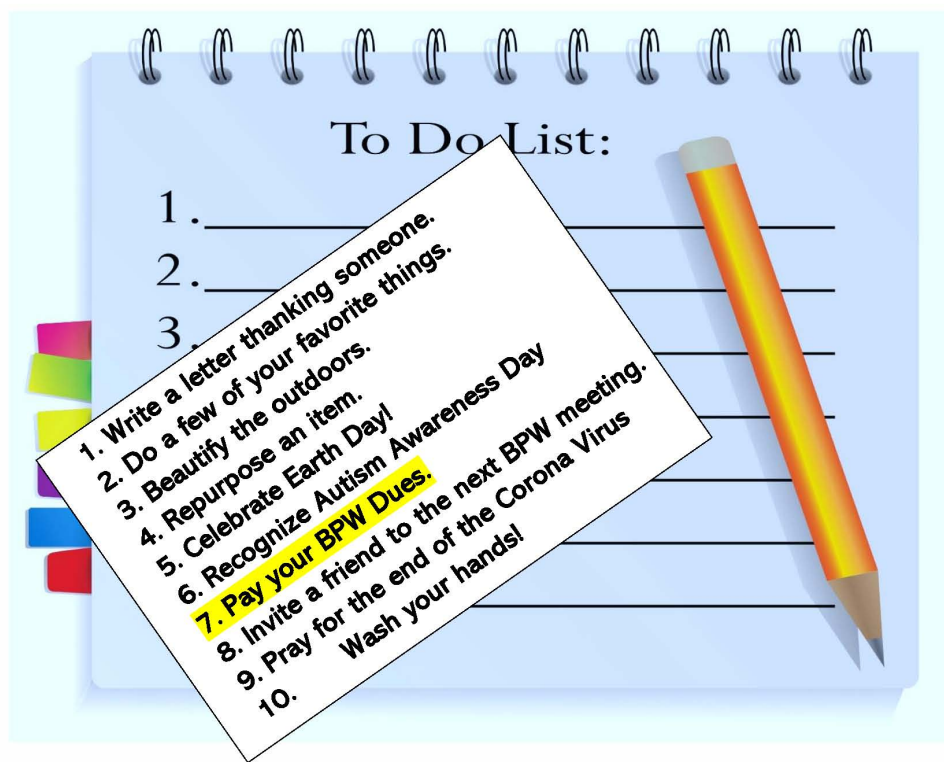 To Do List:
1.
2.
3.
1. Write a letter thanking someone.
2. Do a few of your favorite things.
3. Beautify the outdoors.
4. Repurpose an item.
5. Celebrate Earth Day!
6. Recognize Autism Awareness Day
7. Pay your BPW Dues.
8. Invite a friend to the next BPW meeting.
9. Pray for the end of the Corona Virus
10. Wash your hands!